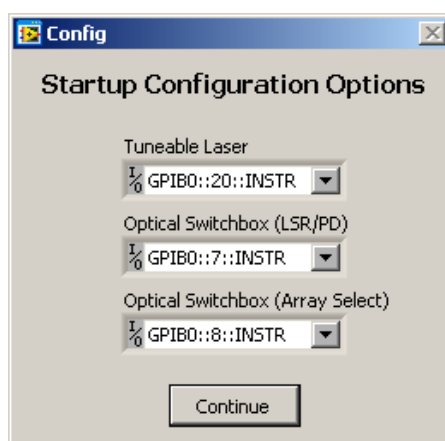 Config
Startup Configuration Options
Tuneable Laser
I/O GPIB0::20::INSTR
Optical Switchbox (LSR/PD)
I/O GPIB0::7::INSTR
Optical Switchbox (Array Select)
I/O GPIB0::8::INSTR
Continue